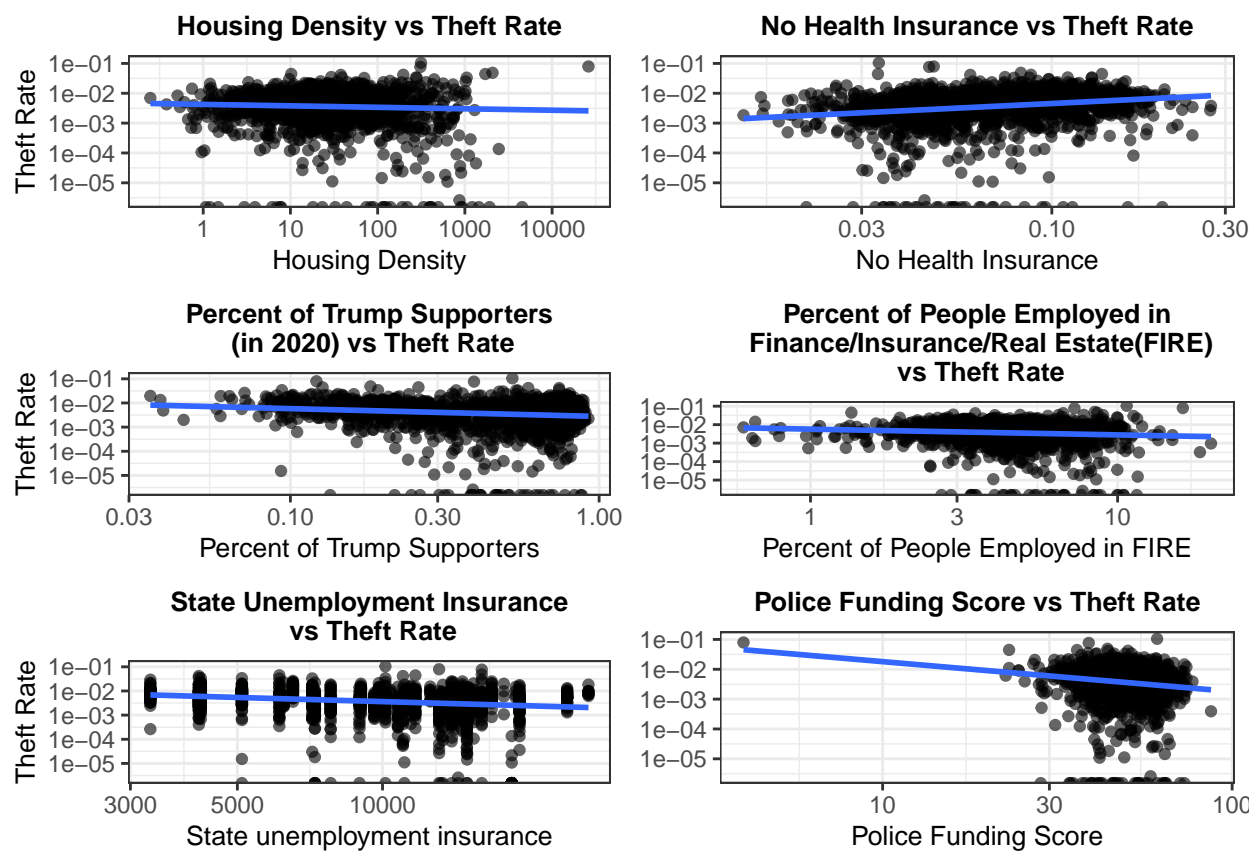 Housing Density vs Theft Rate
Theft Rate
1e−01
1e−02
1e−03
1e−04
1e−05
1 10 100 1000 10000
Housing Density
No Health Insurance vs Theft Rate
1e−01
1e−02
1e−03
1e−04
1e−05
0.03 0.10 0.30
No Health Insurance
Percent of Trump Supporters
(in 2020) vs Theft Rate
Theft Rate
1e−01
1e−02
1e−03
1e−04
1e−05
0.03 0.10 0.30 1.00
Percent of Trump Supporters
Percent of People Employed in
Finance/Insurance/Real Estate(FIRE)
vs Theft Rate
1e−01
1e−02
1e−03
1e−04
1e−05
1 3 10
Percent of People Employed in FIRE
State Unemployment Insurance
vs Theft Rate
Theft Rate
1e−01
1e−02
1e−03
1e−04
1e−05
3000 5000 10000
State unemployment insurance
Police Funding Score vs Theft Rate
1e−01
1e−02
1e−03
1e−04
1e−05
10 30 100
Police Funding Score